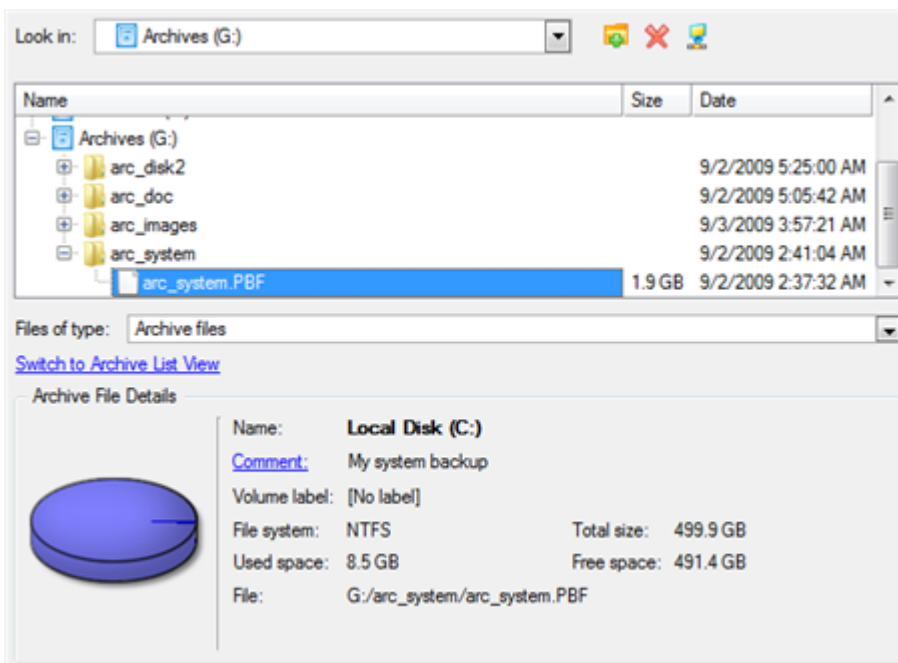 Look in: Archives (G:)
Name Size Date
Archives (G:)
arc_disk2 9/2/2009 5:25:00 AM
arc_doc 9/2/2009 5:05:42 AM
arc_images 9/3/2009 3:57:21 AM
arc_system 9/2/2009 2:41:04 AM
arc_system.PBF 1.9 GB 9/2/2009 2:37:32 AM
Files of type: Archive files
Switch to Archive List View
Archive File Details
Name: Local Disk (C:)
Comment: My system backup
Volume label: [No label]
File system: NTFS Total size: 499.9 GB
Used space: 8.5 GB Free space: 491.4 GB
File: G:/arc_system/arc_system.PBF